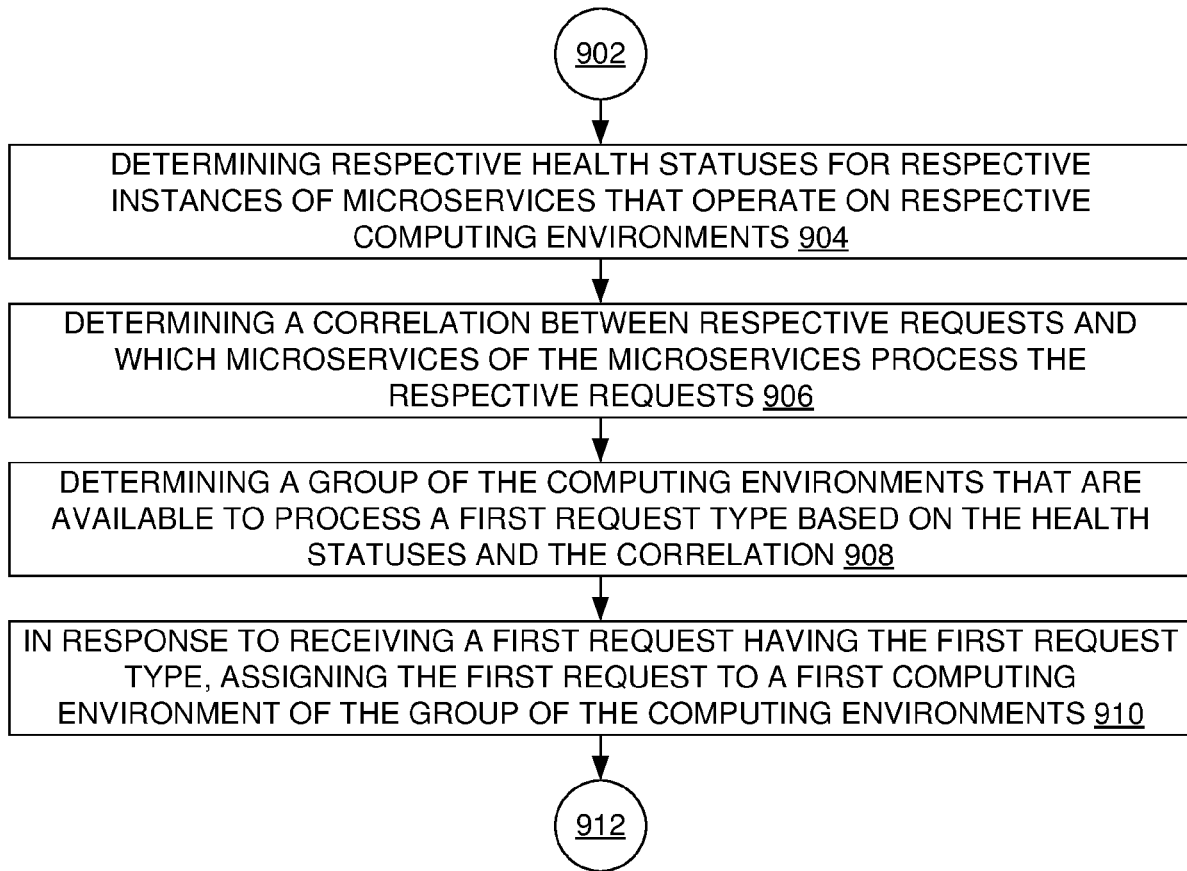 902
DETERMINING RESPECTIVE HEALTH STATUSES FOR RESPECTIVE
INSTANCES OF MICROSERVICES THAT OPERATE ON RESPECTIVE
COMPUTING ENVIRONMENTS 904
DETERMINING A CORRELATION BETWEEN RESPECTIVE REQUESTS AND
WHICH MICROSERVICES OF THE MICROSERVICES PROCESS THE
RESPECTIVE REQUESTS 906
DETERMINING A GROUP OF THE COMPUTING ENVIRONMENTS THAT ARE
AVAILABLE TO PROCESS A FIRST REQUEST TYPE BASED ON THE HEALTH
STATUSES AND THE CORRELATION 908
IN RESPONSE TO RECEIVING A FIRST REQUEST HAVING THE FIRST REQUEST
TYPE, ASSIGNING THE FIRST REQUEST TO A FIRST COMPUTING
ENVIRONMENT OF THE GROUP OF THE COMPUTING ENVIRONMENTS 910
912